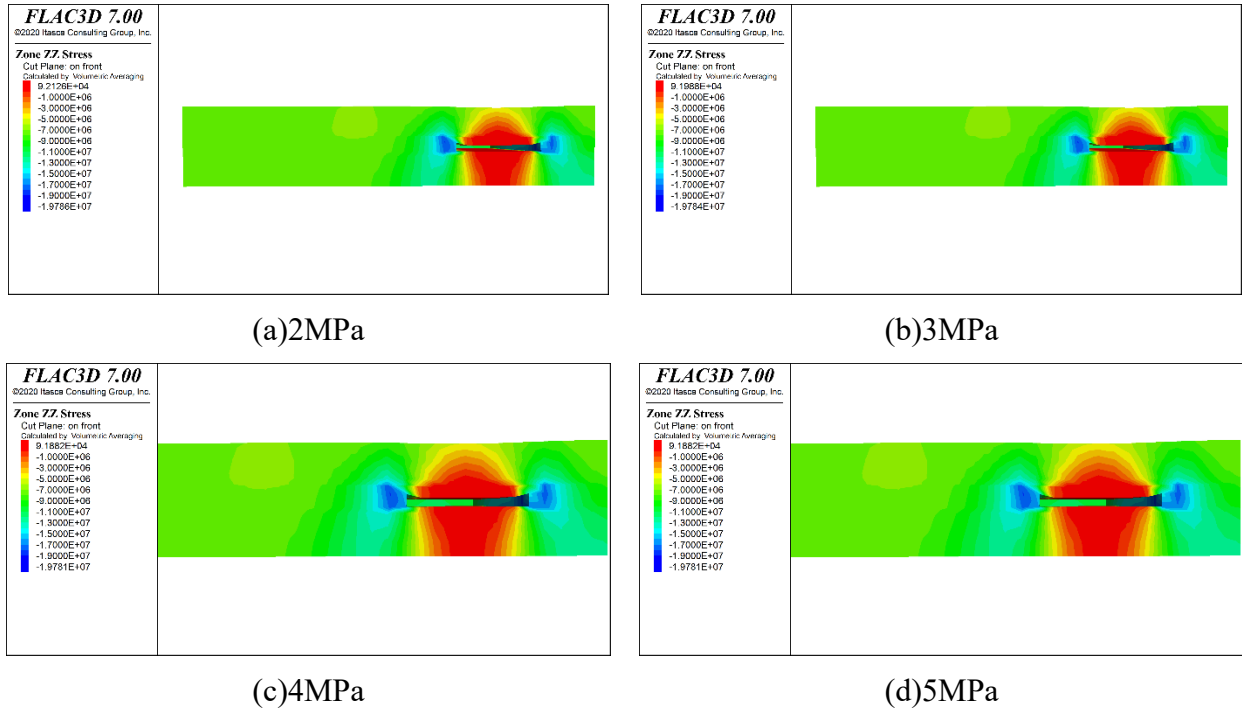 FLAC3D 7.00
©2020 Itasca Consulting Group, Inc.
Zone ZZ Stress
Cut Plane: on front
Calculated by: Volumetric Averaging
9.2126E+04
-1.0000E+06
-3.0000E+06
-5.0000E+06
-7.0000E+06
-9.0000E+06
-1.1000E+07
-1.3000E+07
-1.5000E+07
-1.7000E+07
-1.9000E+07
-1.9786E+07
(a)2MPa
FLAC3D 7.00
©2020 Itasca Consulting Group, Inc.
Zone ZZ Stress
Cut Plane: on front
Calculated by: Volumetric Averaging
9.1988E+04
-1.0000E+06
-3.0000E+06
-5.0000E+06
-7.0000E+06
-9.0000E+06
-1.1000E+07
-1.3000E+07
-1.5000E+07
-1.7000E+07
-1.9000E+07
-1.9784E+07
(b)3MPa
FLAC3D 7.00
©2020 Itasca Consulting Group, Inc.
Zone ZZ Stress
Cut Plane: on front
Calculated by: Volumetric Averaging
9.1882E+04
-1.0000E+06
-3.0000E+06
-5.0000E+06
-7.0000E+06
-9.0000E+06
-1.1000E+07
-1.3000E+07
-1.5000E+07
-1.7000E+07
-1.9000E+07
-1.9781E+07
(c)4MPa
FLAC3D 7.00
©2020 Itasca Consulting Group, Inc.
Zone ZZ Stress
Cut Plane: on front
Calculated by: Volumetric Averaging
9.1882E+04
-1.0000E+06
-3.0000E+06
-5.0000E+06
-7.0000E+06
-9.0000E+06
-1.1000E+07
-1.3000E+07
-1.5000E+07
-1.7000E+07
-1.9000E+07
-1.9781E+07
(d)5MPa